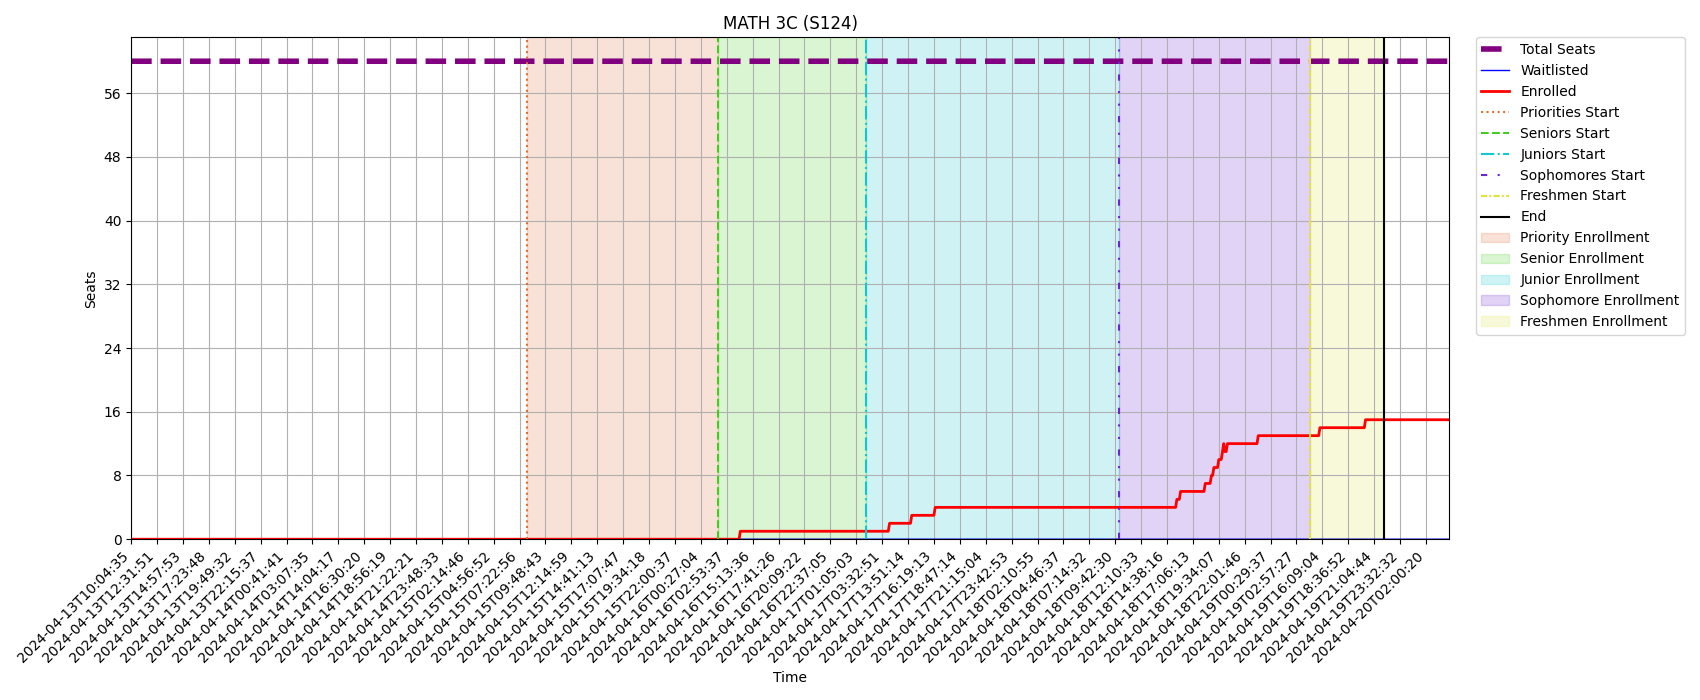 MATH 3C (S124)
Total Seats
Waitlisted
Enrolled
Priorities Start
Seniors Start
Juniors Start
Sophomores Start
Freshmen Start
End
Priority Enrollment
Senior Enrollment
Junior Enrollment
Sophomore Enrollment
Freshmen Enrollment
Seats
56
48
40
32
24
16
8
0
2024-04-13T10:04:35
2024-04-13T12:31:51
2024-04-13T14:57:53
2024-04-13T17:23:48
2024-04-13T19:49:32
2024-04-13T22:15:37
2024-04-14T00:41:41
2024-04-14T03:07:35
2024-04-14T14:04:17
2024-04-14T16:30:20
2024-04-14T18:56:19
2024-04-14T21:22:21
2024-04-14T23:48:33
2024-04-15T02:14:46
2024-04-15T04:56:52
2024-04-15T07:22:56
2024-04-15T09:48:43
2024-04-15T12:14:59
2024-04-15T14:41:13
2024-04-15T17:07:47
2024-04-15T19:34:18
2024-04-15T22:00:37
2024-04-16T00:27:04
2024-04-16T02:53:37
2024-04-16T15:13:36
2024-04-16T17:41:26
2024-04-16T20:09:22
2024-04-16T22:37:05
2024-04-17T01:05:03
2024-04-17T03:32:51
2024-04-17T13:51:14
2024-04-17T16:19:13
2024-04-17T18:47:14
2024-04-17T21:15:04
2024-04-17T23:42:53
2024-04-18T02:10:55
2024-04-18T04:46:37
2024-04-18T07:14:32
2024-04-18T09:42:30
2024-04-18T12:10:33
2024-04-18T14:38:16
2024-04-18T17:06:13
2024-04-18T19:34:07
2024-04-18T22:01:46
2024-04-19T00:29:37
2024-04-19T02:57:27
2024-04-19T16:09:04
2024-04-19T18:36:52
2024-04-19T21:04:44
2024-04-19T23:32:32
2024-04-20T02:00:20
Time